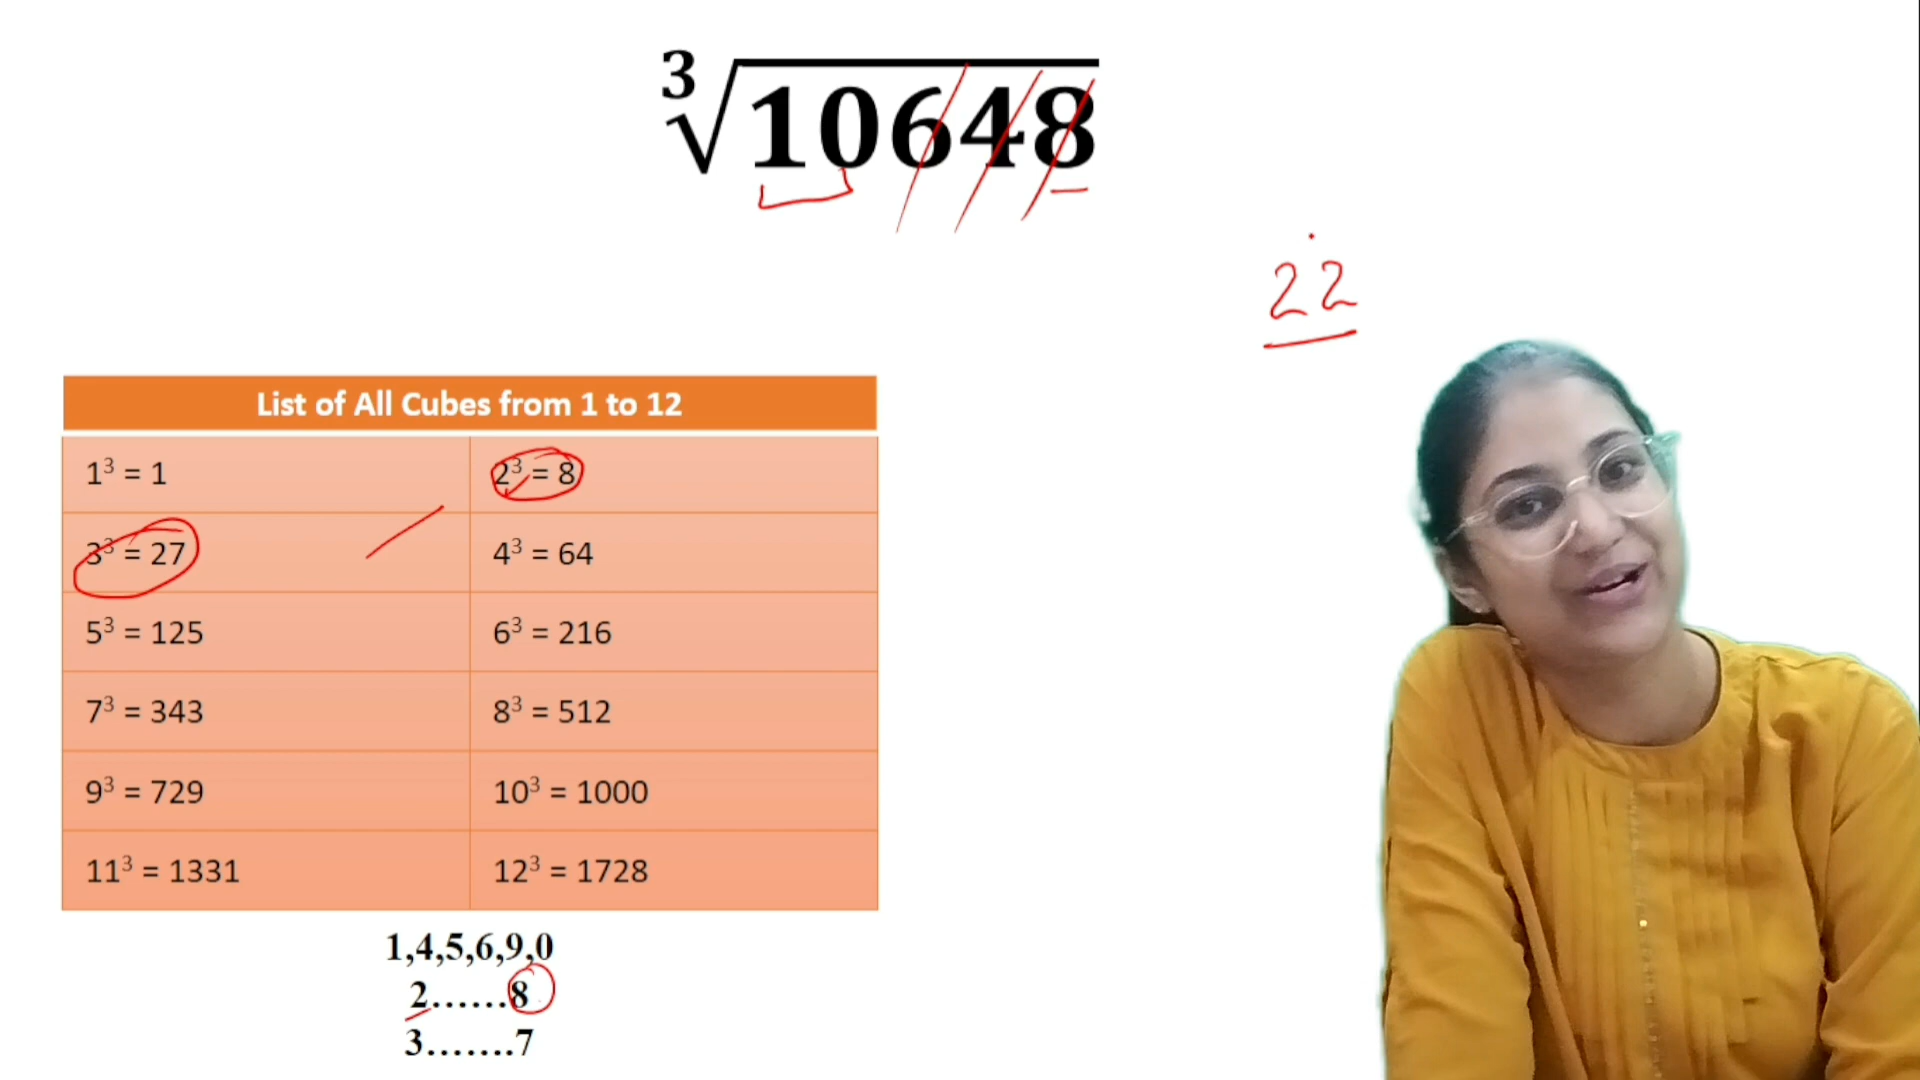 ∛10648
22
List of All Cubes from 1 to 12
1³ = 1
2³ = 8
3³ = 27
4³ = 64
5³ = 125
6³ = 216
7³ = 343
8³ = 512
9³ = 729
10³ = 1000
11³ = 1331
12³ = 1728
1,4,5,6,9,0
2......8
3.......7